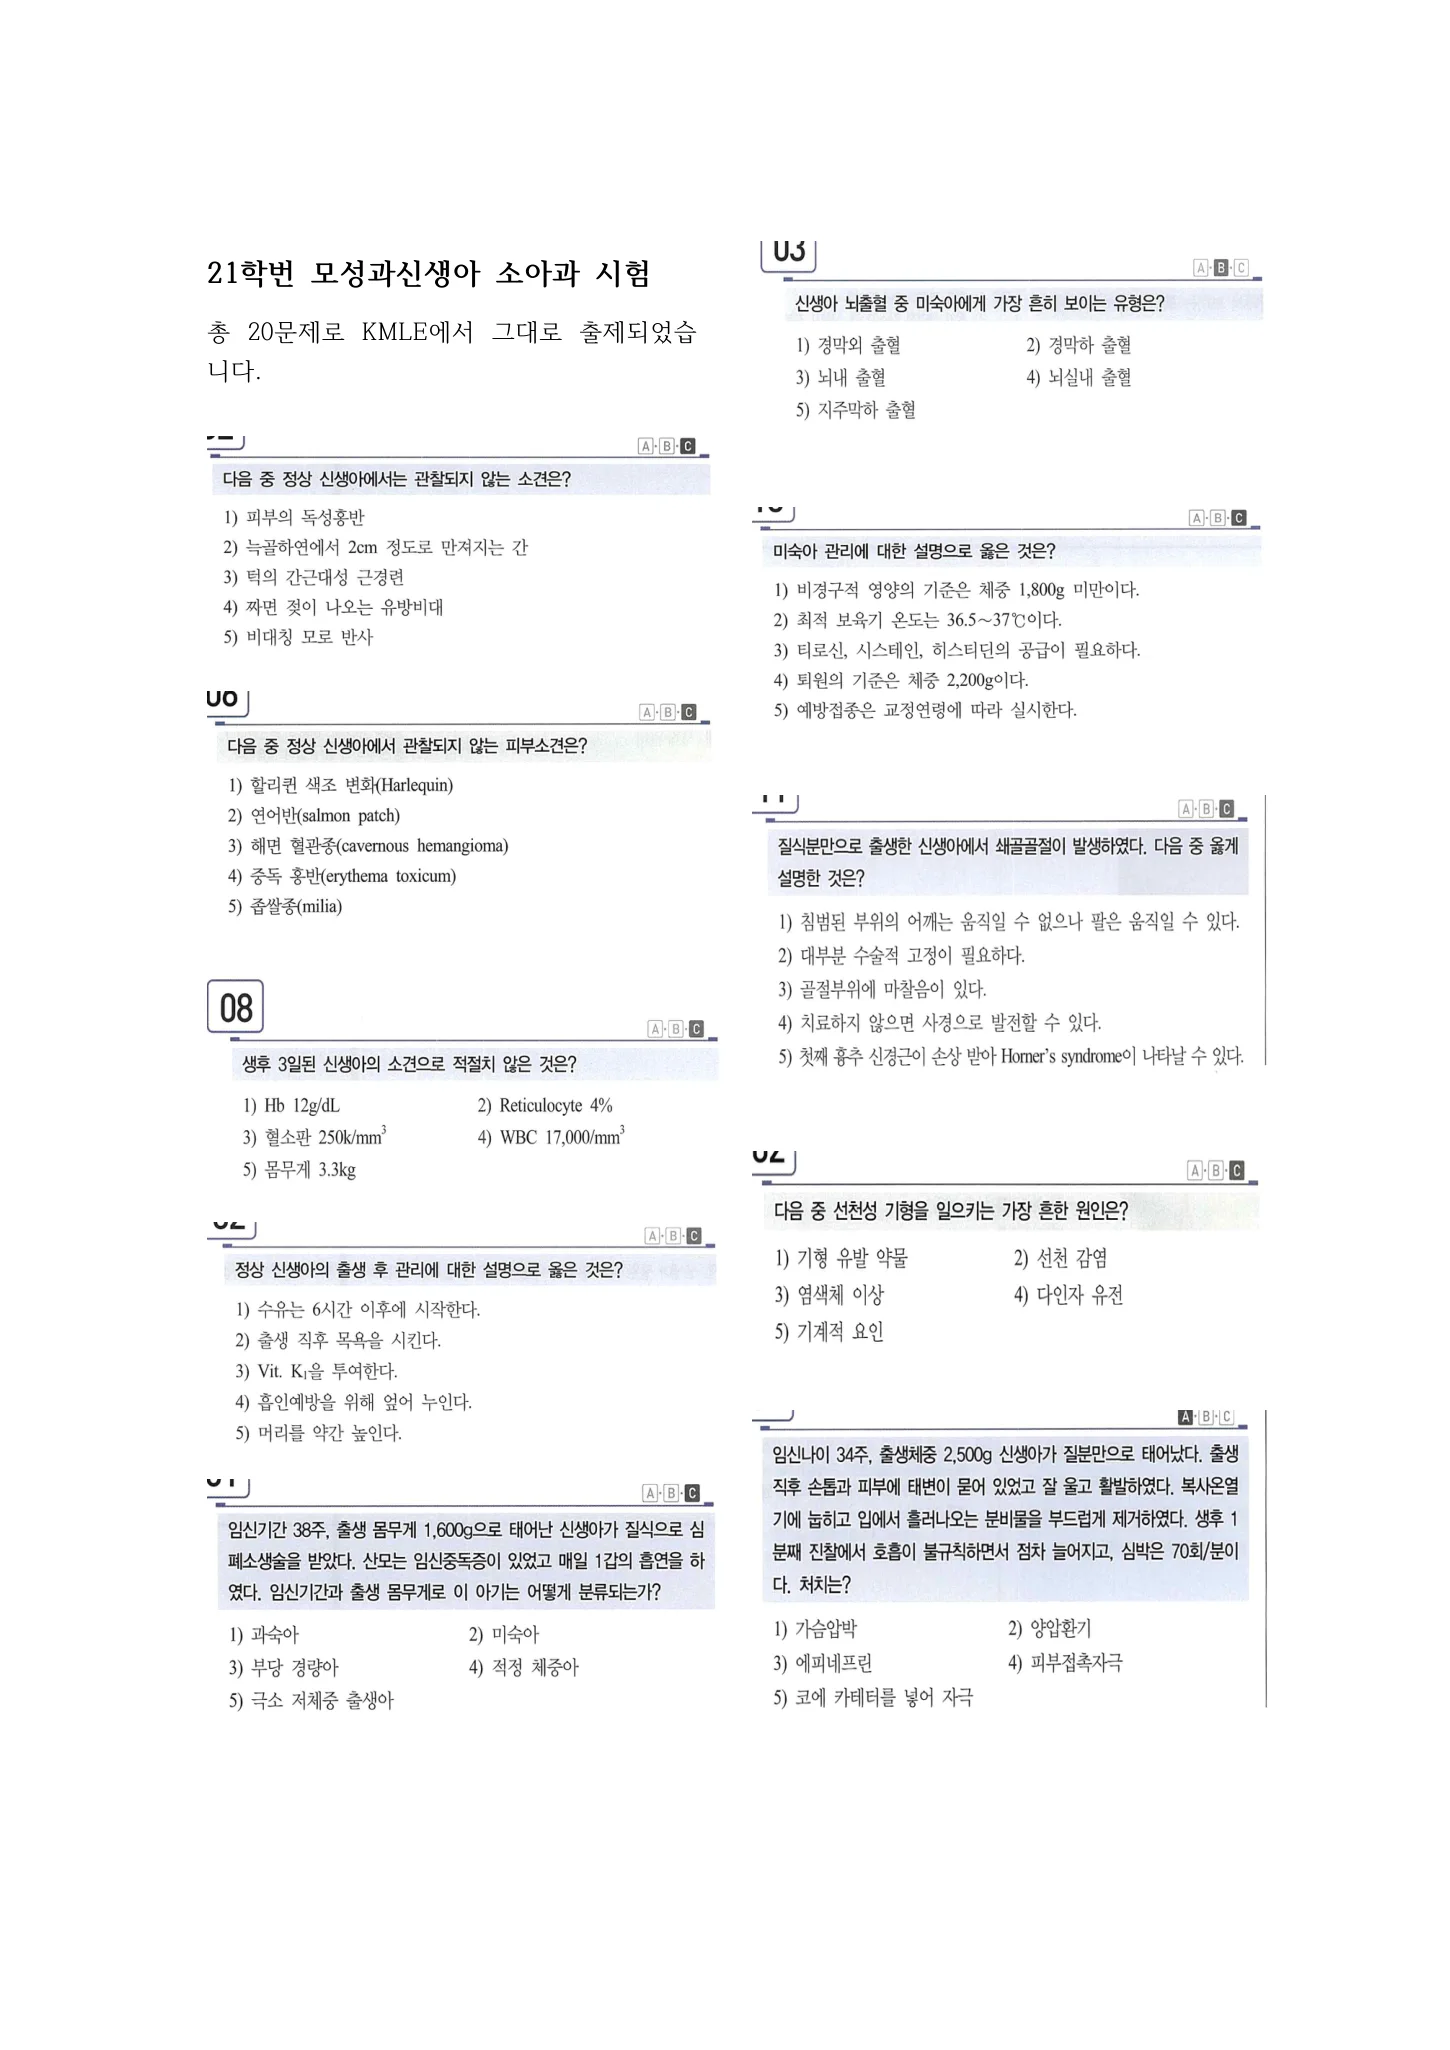 21학번 모성과신생아 소아과 시험
총 20문제로 KMLE에서 그대로 출제되었습
니다.
A·B·C
다음 중 정상 신생아에서는 관찰되지 않는 소견은?
1) 피부의 독성홍반
2) 늑골하연에서 2cm 정도로 만져지는 간
3) 턱의 간근대성 근경련
4) 짜면 젖이 나오는 유방비대
5) 비대칭 모로 반사
06
A·B·C
다음 중 정상 신생아에서 관찰되지 않는 피부소견은?
1) 할리퀸 색조 변화(Harlequin)
2) 연어반(salmon patch)
3) 해면 혈관종(cavernous hemangioma)
4) 중독 홍반(erythema toxicum)
5) 좁쌀종(milia)
08
A·B·C
생후 3일된 신생아의 소견으로 적절치 않은 것은?
1) Hb 12g/dL 2) Reticulocyte 4%
3) 혈소판 250k/mm³ 4) WBC 17,000/mm³
5) 몸무게 3.3kg
02
A·B·C
정상 신생아의 출생 후 관리에 대한 설명으로 옳은 것은?
1) 수유는 6시간 이후에 시작한다.
2) 출생 직후 목욕을 시킨다.
3) Vit. K₁을 투여한다.
4) 흡인예방을 위해 엎어 누인다.
5) 머리를 약간 높인다.
01
A·B·C
임신기간 38주, 출생 몸무게 1,600g으로 태어난 신생아가 질식으로 심
폐소생술을 받았다. 산모는 임신중독증이 있었고 매일 1갑의 흡연을 하
였다. 임신기간과 출생 몸무게로 이 아기는 어떻게 분류되는가?
1) 과숙아 2) 미숙아
3) 부당 경량아 4) 적정 체중아
5) 극소 저체중 출생아
03
A·B·C
신생아 뇌출혈 중 미숙아에게 가장 흔히 보이는 유형은?
1) 경막외 출혈 2) 경막하 출혈
3) 뇌내 출혈 4) 뇌실내 출혈
5) 지주막하 출혈
A·B·C
미숙아 관리에 대한 설명으로 옳은 것은?
1) 비경구적 영양의 기준은 체중 1,800g 미만이다.
2) 최적 보육기 온도는 36.5~37℃이다.
3) 티로신, 시스테인, 히스티딘의 공급이 필요하다.
4) 퇴원의 기준은 체중 2,200g이다.
5) 예방접종은 교정연령에 따라 실시한다.
A·B·C
질식분만으로 출생한 신생아에서 쇄골골절이 발생하였다. 다음 중 옳게
설명한 것은?
1) 침범된 부위의 어깨는 움직일 수 없으나 팔은 움직일 수 있다.
2) 대부분 수술적 고정이 필요하다.
3) 골절부위에 마찰음이 있다.
4) 치료하지 않으면 사경으로 발전할 수 있다.
5) 첫째 흉추 신경근이 손상 받아 Horner's syndrome이 나타날 수 있다.
02
A·B·C
다음 중 선천성 기형을 일으키는 가장 흔한 원인은?
1) 기형 유발 약물 2) 선천 감염
3) 염색체 이상 4) 다인자 유전
5) 기계적 요인
A·B·C
임신나이 34주, 출생체중 2,500g 신생아가 질분만으로 태어났다. 출생
직후 손톱과 피부에 태변이 묻어 있었고 잘 울고 활발하였다. 복사온열
기에 눕히고 입에서 흘러나오는 분비물을 부드럽게 제거하였다. 생후 1
분째 진찰에서 호흡이 불규칙하면서 점차 늘어지고, 심박은 70회/분이
다. 처치는?
1) 가슴압박 2) 양압환기
3) 에피네프린 4) 피부접촉자극
5) 코에 카테터를 넣어 자극